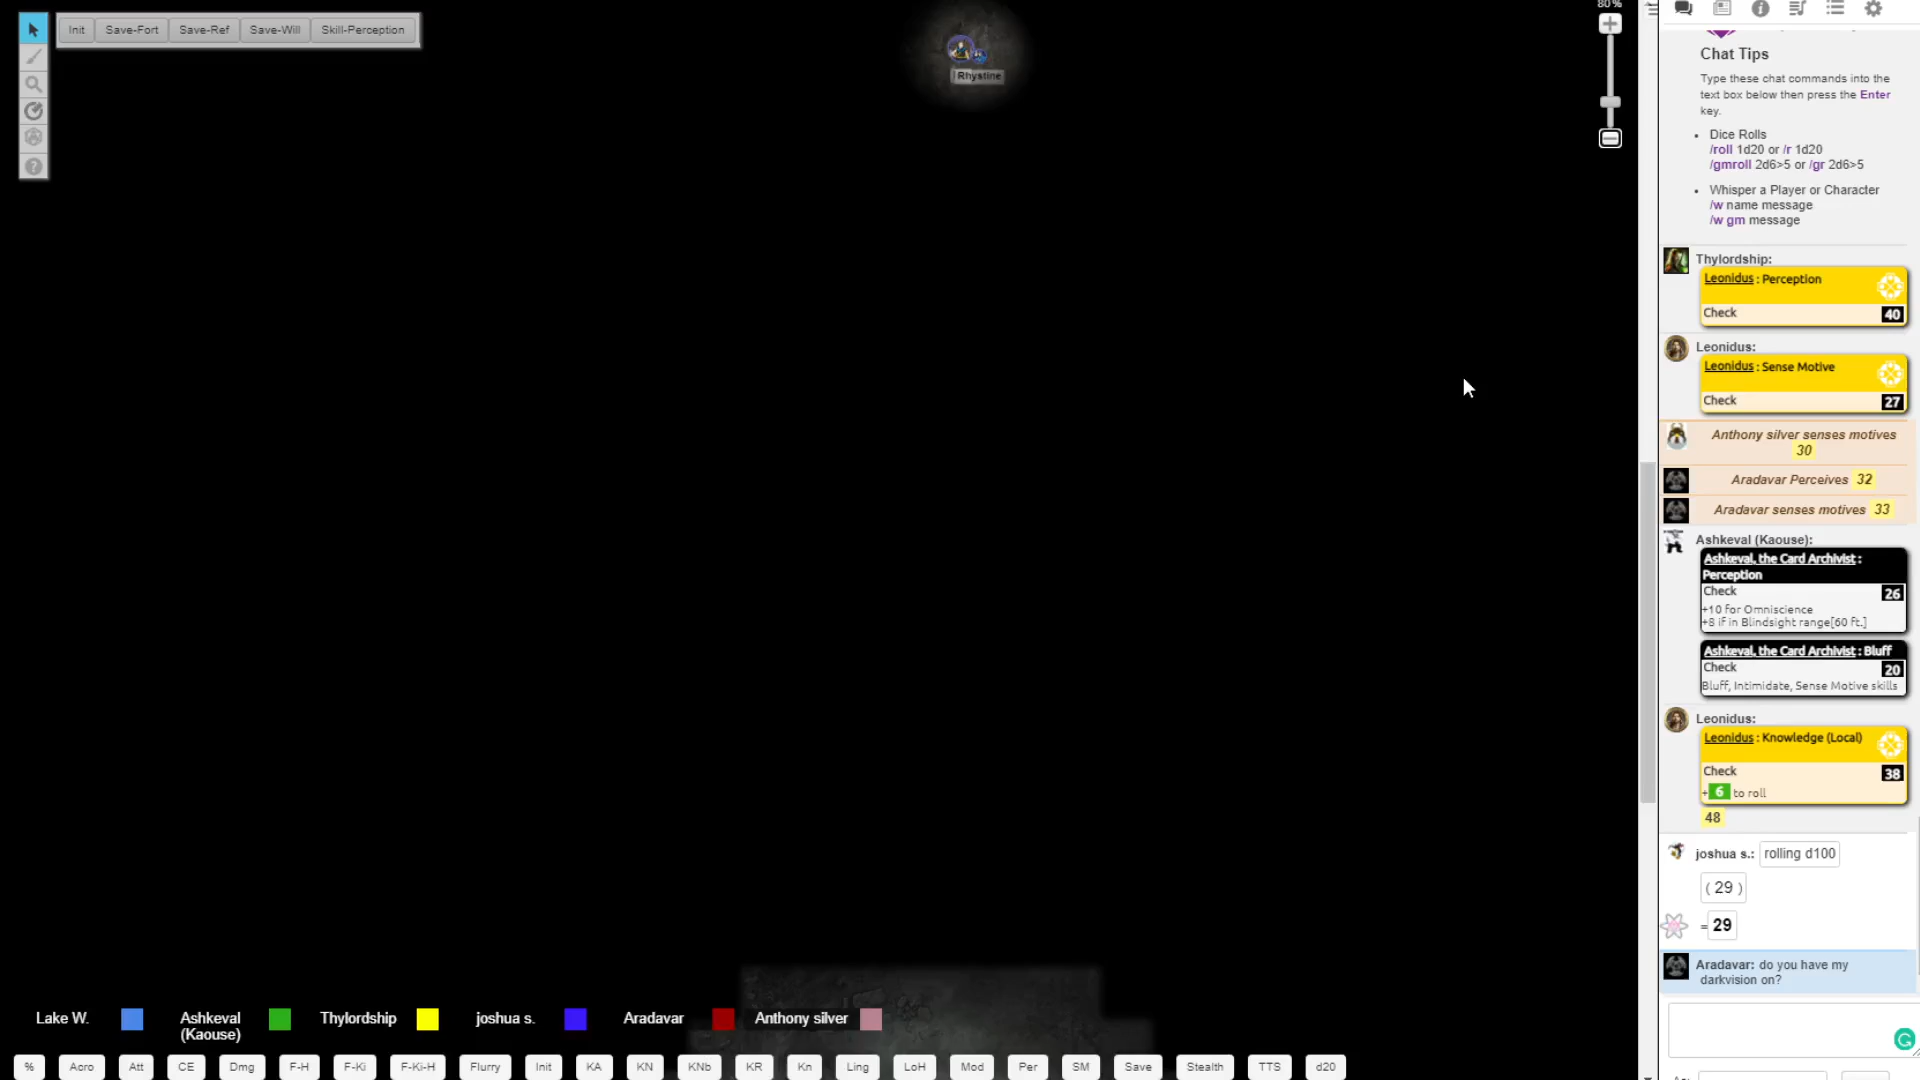 80%
Init Save-Fort Save-Ref Save-Will Skill-Perception
Rhystine
Chat Tips
Type these chat commands into the
text box below then press the Enter
key.
• Dice Rolls
/roll 1d20 or /r 1d20
/gmroll 2d6>5 or /gr 2d6>5
• Whisper a Player or Character
/w name message
/w gm message
Thylordship:
Leonidus : Perception
Check 40
Leonidus:
Leonidus : Sense Motive
Check 27
Anthony silver senses motives
30
Aradavar Perceives 32
Aradavar senses motives 33
Ashkeval (Kaouse):
Ashkeval, the Card Archivist :
Perception
Check 26
+10 for Omniscience
+8 if in Blindsight range[60 ft.]
Ashkeval, the Card Archivist : Bluff
Check 20
Bluff, Intimidate, Sense Motive skills
Leonidus:
Leonidus : Knowledge (Local)
Check 38
+ 6 to roll
48
joshua s.: rolling d100
( 29 )
= 29
Aradavar: do you have my
darkvision on?
Lake W. Ashkeval Thylordship joshua s. Aradavar Anthony silver
(Kaouse)
% Acro Att CE Dmg F-H F-Ki F-Ki-H Flurry Init KA KN KNb KR Kn Ling LoH Mod Per SM Save Stealth TTS d20